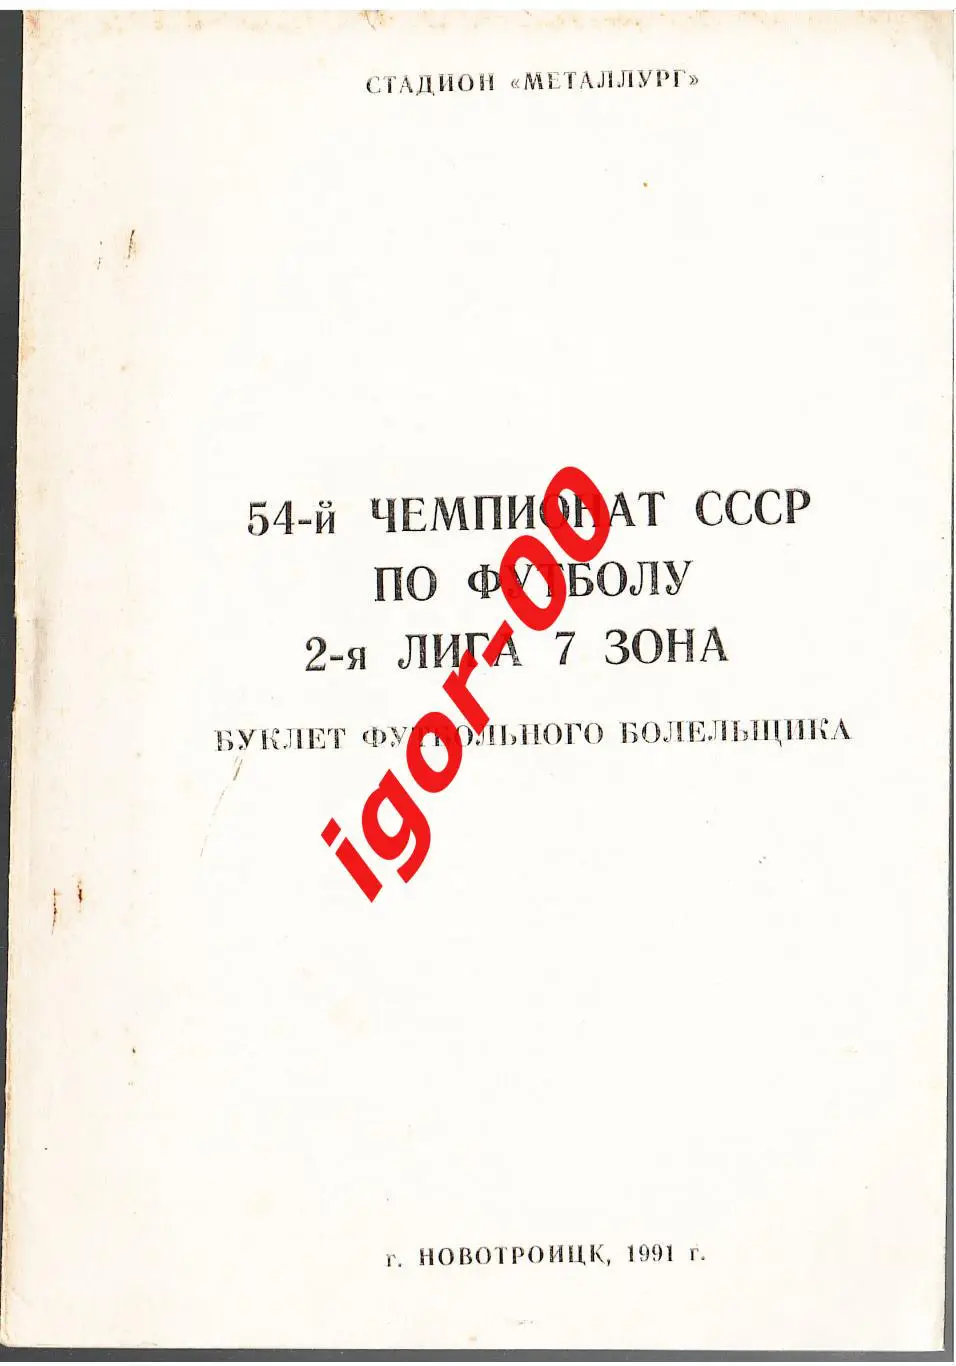 СТАДИОН «МЕТАЛЛУРГ»
54-й ЧЕМПИОНАТ СССР
ПО ФУТБОЛУ
2-я ЛИГА 7 ЗОНА
БУКЛЕТ ФУТБОЛЬНОГО БОЛЕЛЬЩИКА
igor-00
г. НОВОТРОИЦК, 1991 г.